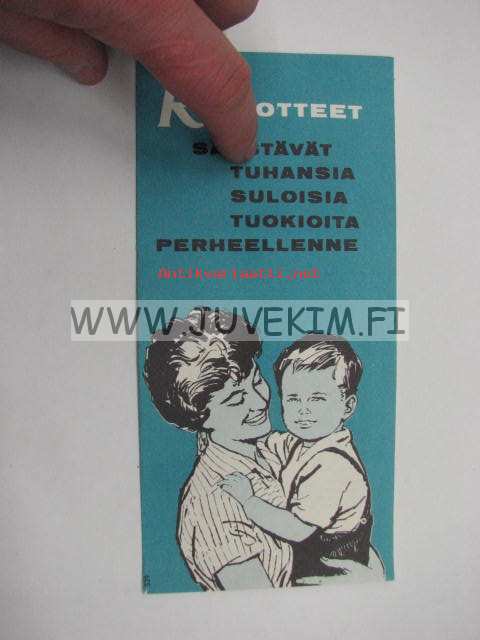 OTTEET
TUHANSIA
SULOISIA
TUOKIOITA
PERHEELLENNE
Antikvariaatti.net
WWW.JUVEKIM.FI